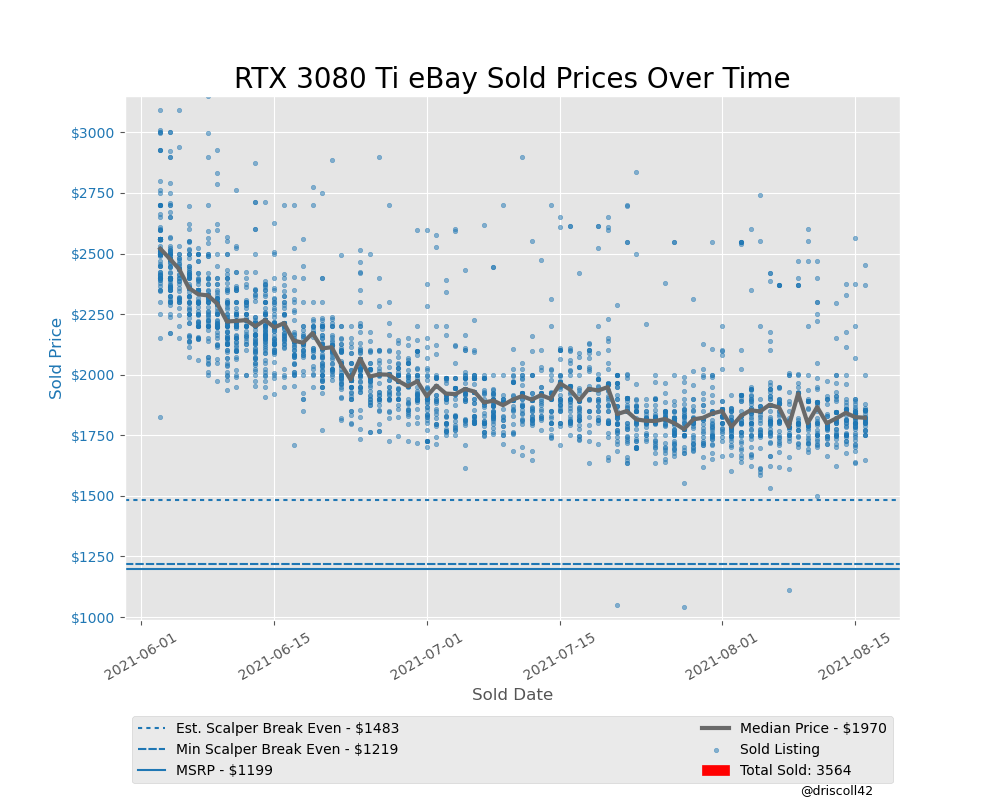 RTX 3080 Ti eBay Sold Prices Over Time
$3000
$2750
$2500
$2250
$2000
$1750
$1500
$1250
$1000
Sold Price
2021-06-01
2021-06-15
2021-07-01
2021-07-15
2021-08-01
2021-08-15
Sold Date
Est. Scalper Break Even - $1483
Min Scalper Break Even - $1219
MSRP - $1199
Median Price - $1970
Sold Listing
Total Sold: 3564
@driscoll42